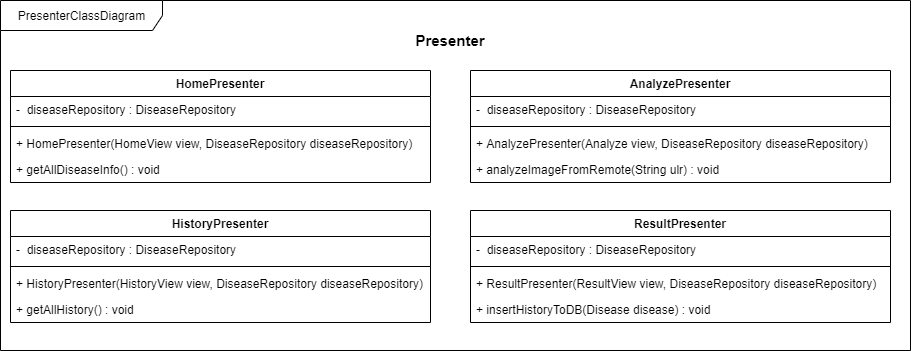 PresenterClassDiagram
Presenter
HomePresenter
- diseaseRepository : DiseaseRepository
+ HomePresenter(HomeView view, DiseaseRepository diseaseRepository)
+ getAllDiseaseInfo() : void
AnalyzePresenter
- diseaseRepository : DiseaseRepository
+ AnalyzePresenter(Analyze view, DiseaseRepository diseaseRepository)
+ analyzeImageFromRemote(String ulr) : void
HistoryPresenter
- diseaseRepository : DiseaseRepository
+ HistoryPresenter(HistoryView view, DiseaseRepository diseaseRepository)
+ getAllHistory() : void
ResultPresenter
- diseaseRepository : DiseaseRepository
+ ResultPresenter(ResultView view, DiseaseRepository diseaseRepository)
+ insertHistoryToDB(Disease disease) : void